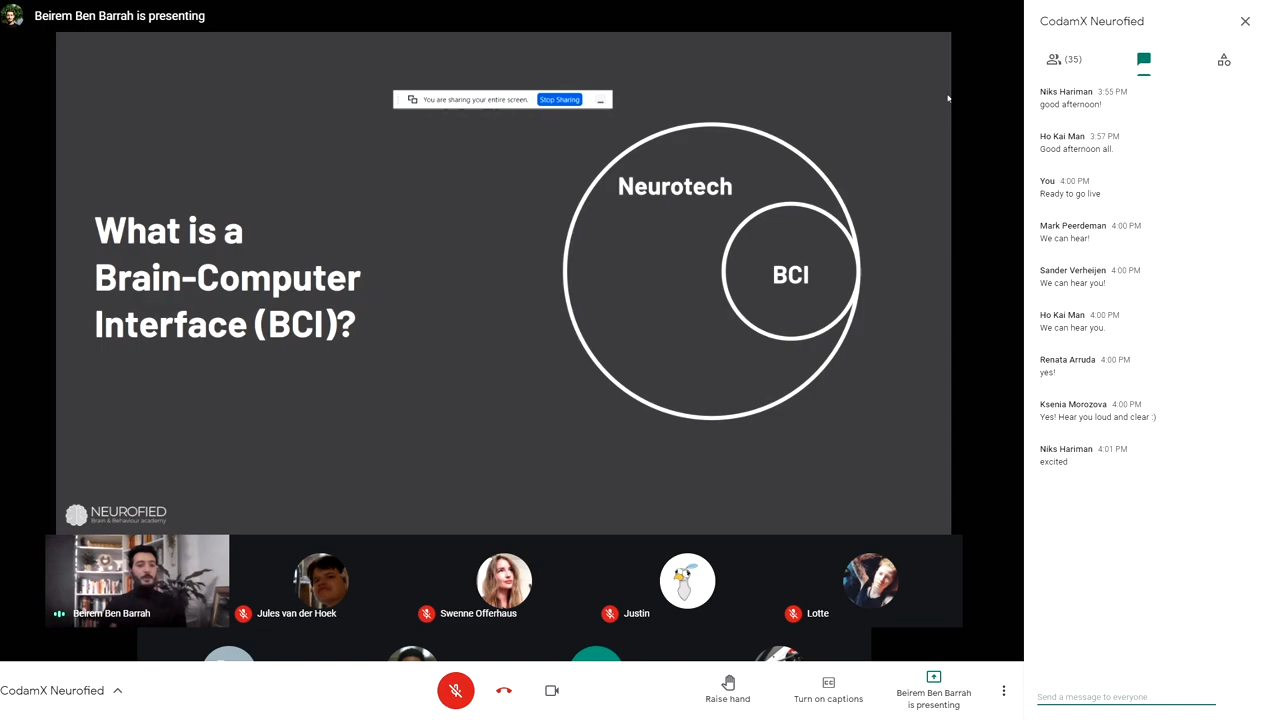 Beirem Ben Barrah is presenting
You are sharing your entire screen. Stop Sharing
What is a
Brain-Computer
Interface (BCI)?
Neurotech
BCI
NEUROFIED
Brain & Behaviour academy
Beirem Ben Barrah
Jules van der Hoek
Swenne Offerhaus
Justin
Lotte
CodamX Neurofied
Raise hand
CC
Turn on captions
Beirem Ben Barrah
is presenting
CodamX Neurofied
(35)
Niks Hariman 3:55 PM
good afternoon!
Ho Kai Man 3:57 PM
Good afternoon all.
You 4:00 PM
Ready to go live
Mark Peerdeman 4:00 PM
We can hear!
Sander Verheijen 4:00 PM
We can hear you!
Ho Kai Man 4:00 PM
We can hear you.
Renata Arruda 4:00 PM
yes!
Ksenia Morozova 4:00 PM
Yes! Hear you loud and clear :)
Niks Hariman 4:01 PM
excited
Send a message to everyone